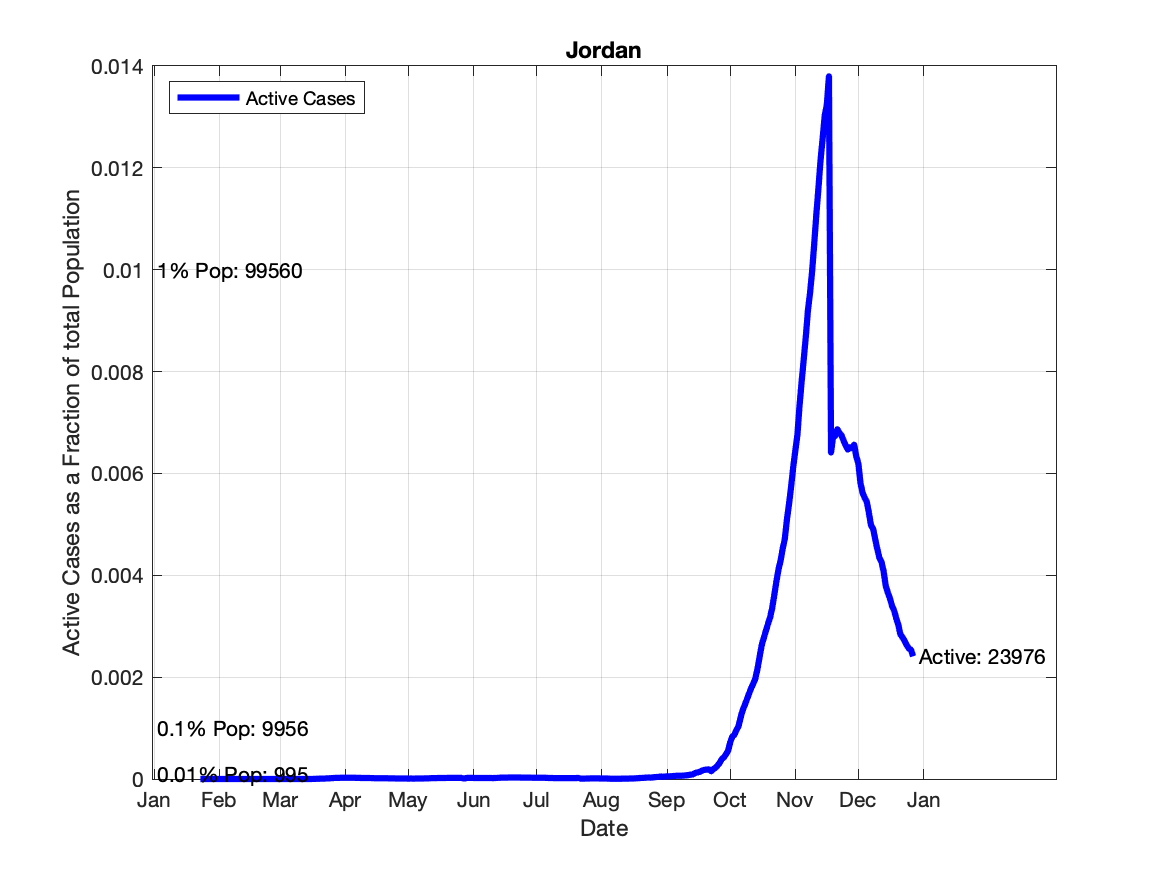 Jordan
0.014
0.012
0.01
0.008
0.006
0.004
0.002
0
Active Cases as a Fraction of total Population
Active Cases
1% Pop: 99560
0.1% Pop: 9956
0.01% Pop: 995
Active: 23976
Jan Feb Mar Apr May Jun Jul Aug Sep Oct Nov Dec Jan
Date